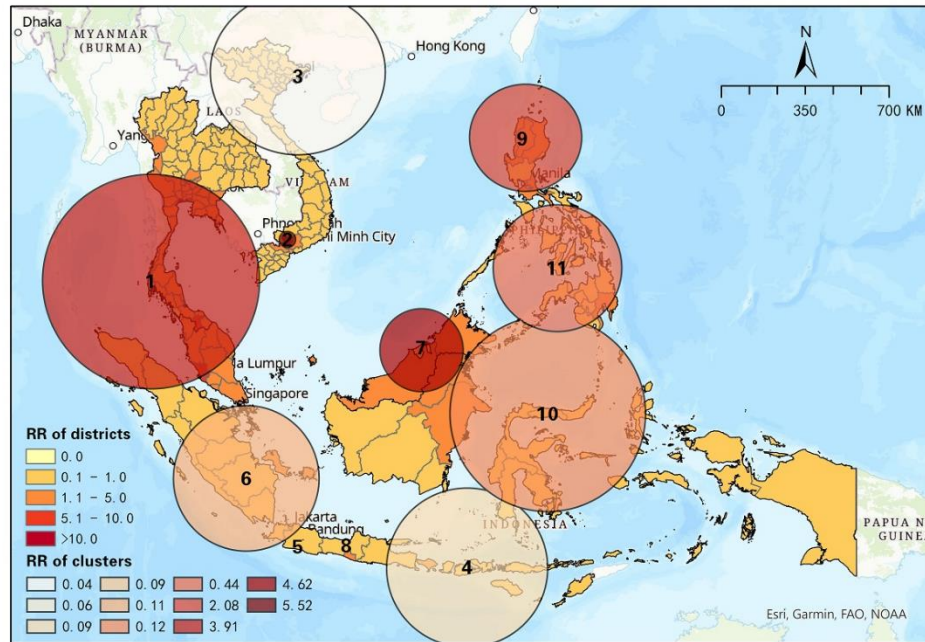 Dhaka
MYANMAR
(BURMA)
Hong Kong
N
3
0 350 700 KM
LAOS
9
Manila
2
Minh City
PHILIPPINES
1
11
7
Lumpur
Singapore
10
RR of districts
0.0
0.1 - 1.0
1.1 - 5.0
5.1 - 10.0
>10.0
6
Jakarta
Bandung
INDONESIA
5
8
4
PAPUA N
GUINE
RR of clusters
0.04 0.09 0.44 4.62
0.06 0.11 2.08 5.52
0.09 0.12 3.91
Esri, Garmin, FAO, NOAA